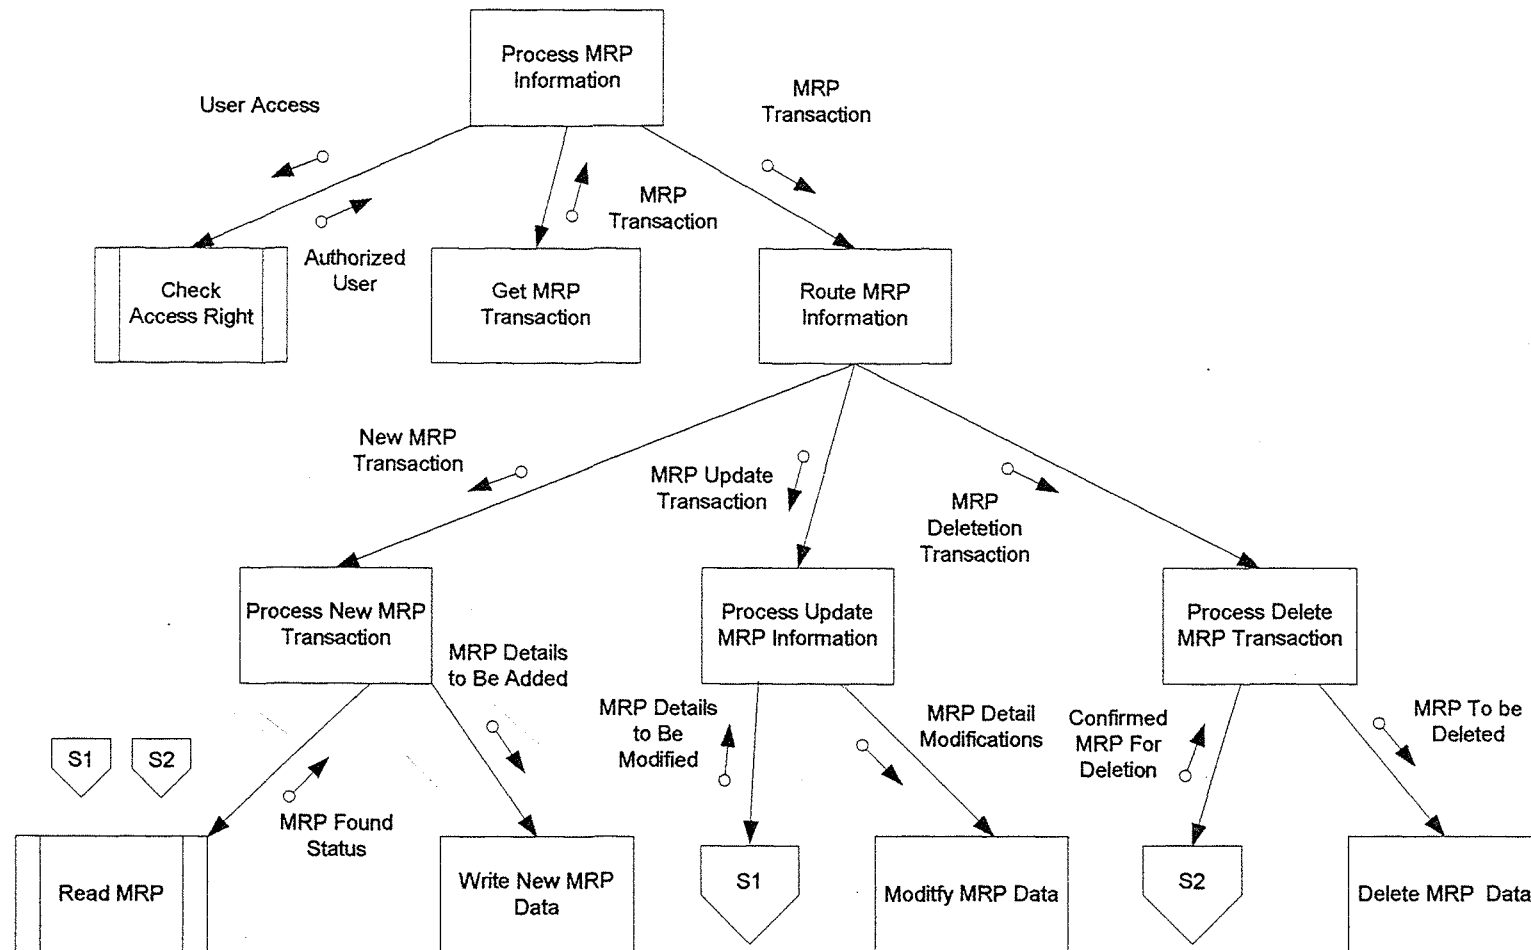 Process MRP
Information
User Access
MRP
Transaction
MRP
Transaction
Authorized
User
Check
Access Right
Get MRP
Transaction
Route MRP
Information
New MRP
Transaction
MRP Update
Transaction
MRP
Deletetion
Transaction
Process New MRP
Transaction
Process Update
MRP Information
Process Delete
MRP Transaction
MRP Details
to Be Added
MRP Details
to Be
Modified
MRP Detail
Modifications
Confirmed
MRP For
Deletion
MRP To be
Deleted
S1
S2
MRP Found
Status
Read MRP
Write New MRP
Data
S1
Moditfy MRP Data
S2
Delete MRP Data